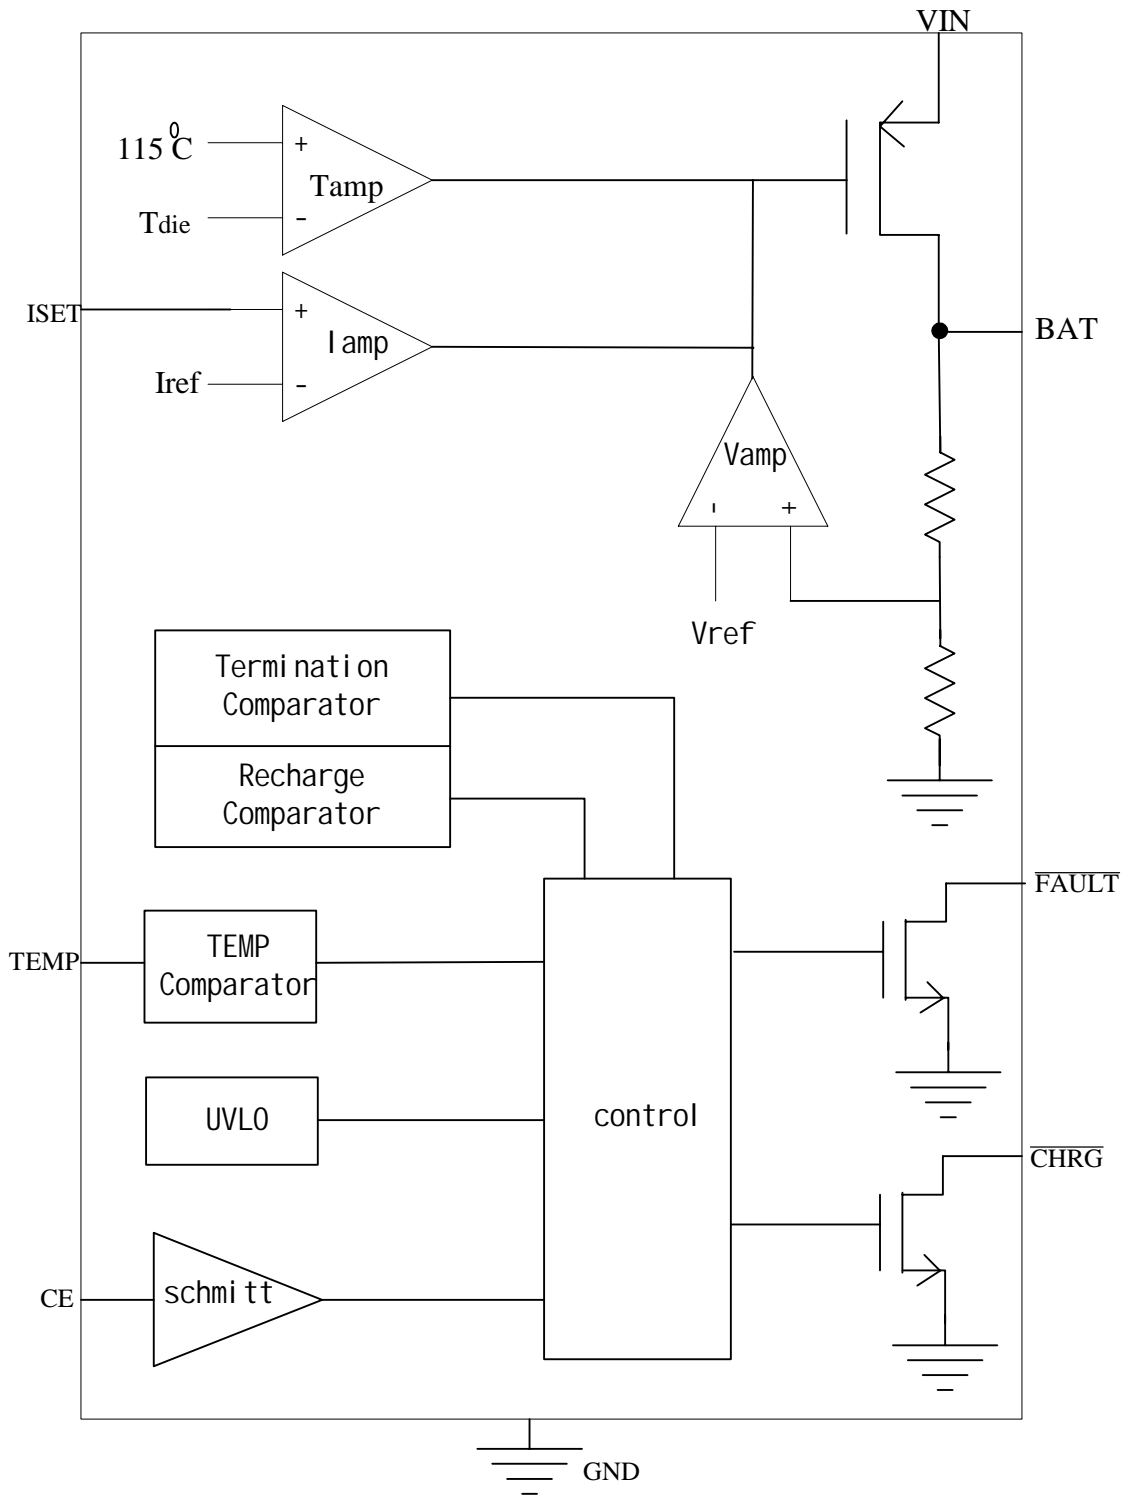 VIN
115 0C
+
Tamp
Tdie
-
ISET
+
Iamp
Iref
-
BAT
Vamp
- +
Vref
Termination
Comparator
Recharge
Comparator
FAULT
TEMP
TEMP
Comparator
UVLO
control
CHRG
CE
schmitt
GND